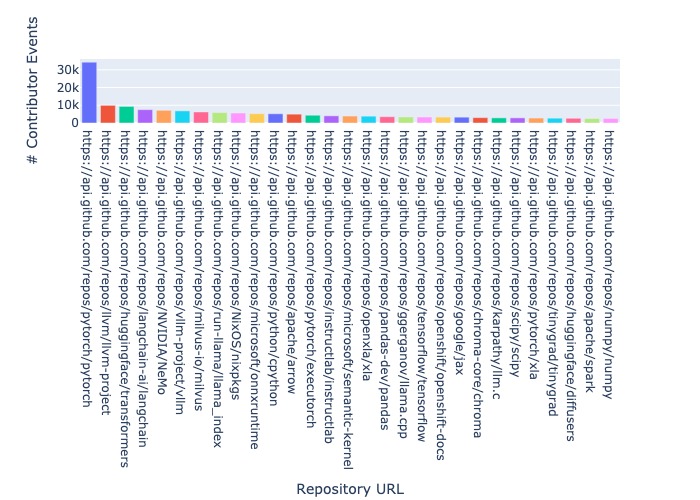 # Contributor Events
30k
20k
10k
0
https://api.github.com/repos/pytorch/pytorch
https://api.github.com/repos/llvm/llvm-project
https://api.github.com/repos/huggingface/transformers
https://api.github.com/repos/langchain-ai/langchain
https://api.github.com/repos/NVIDIA/NeMo
https://api.github.com/repos/vllm-project/vllm
https://api.github.com/repos/milvus-io/milvus
https://api.github.com/repos/run-llama/llama_index
https://api.github.com/repos/NixOS/nixpkgs
https://api.github.com/repos/microsoft/onnxruntime
https://api.github.com/repos/python/cpython
https://api.github.com/repos/apache/arrow
https://api.github.com/repos/pytorch/executorch
https://api.github.com/repos/instructlab/instructlab
https://api.github.com/repos/microsoft/semantic-kernel
https://api.github.com/repos/openxla/xla
https://api.github.com/repos/pandas-dev/pandas
https://api.github.com/repos/ggerganov/llama.cpp
https://api.github.com/repos/tensorflow/tensorflow
https://api.github.com/repos/openshift/openshift-docs
https://api.github.com/repos/google/jax
https://api.github.com/repos/chroma-core/chroma
https://api.github.com/repos/karpathy/llm.c
https://api.github.com/repos/scipy/scipy
https://api.github.com/repos/pytorch/xla
https://api.github.com/repos/tinygrad/tinygrad
https://api.github.com/repos/huggingface/diffusers
https://api.github.com/repos/apache/spark
https://api.github.com/repos/numpy/numpy
Repository URL